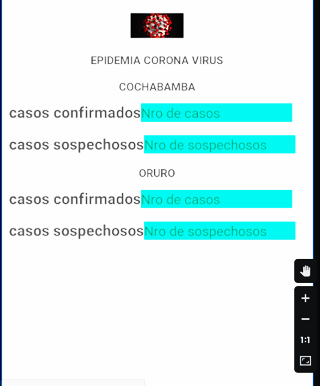 EPIDEMIA CORONA VIRUS
COCHABAMBA
casos confirmados Nro de casos
casos sospechosos Nro de sospechosos
ORURO
casos confirmados Nro de casos
casos sospechosos Nro de sospechosos
1:1